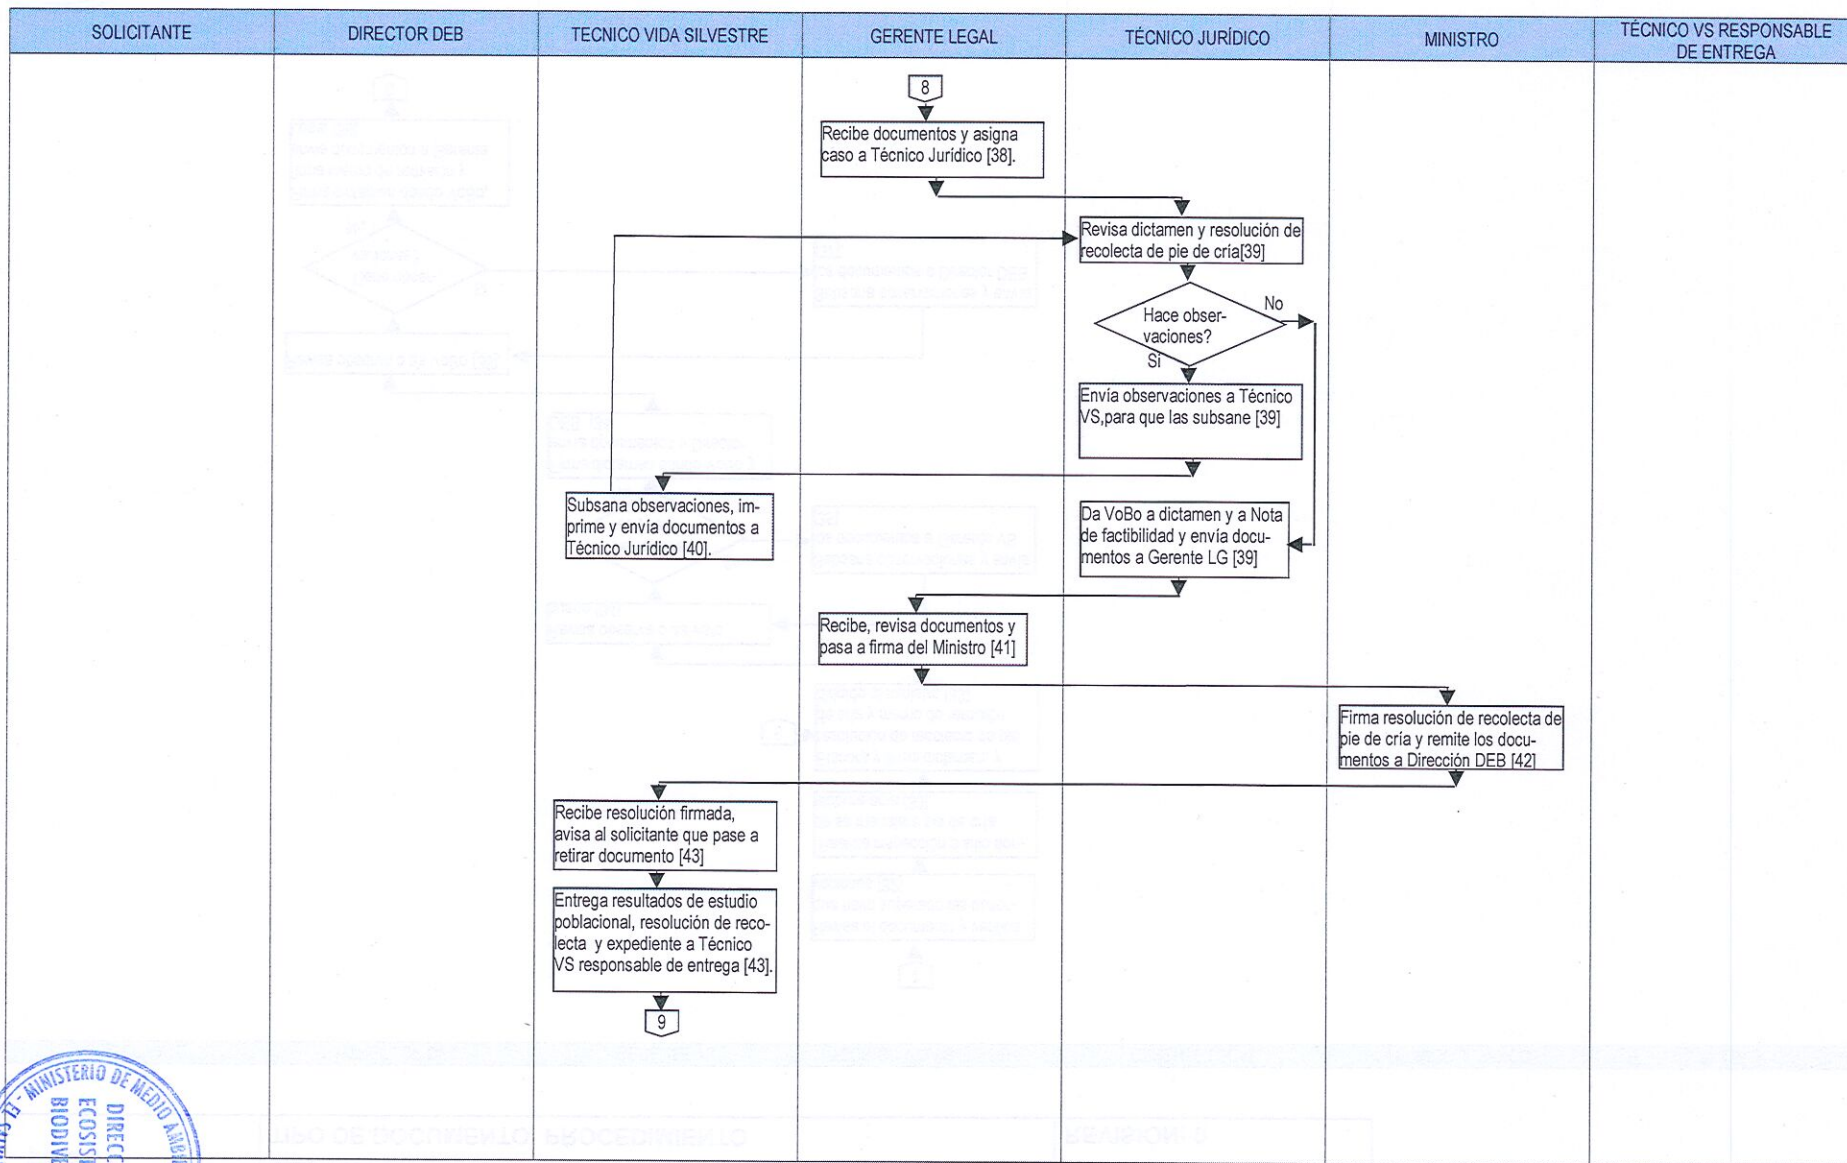 SOLICITANTE
DIRECTOR DEB
TECNICO VIDA SILVESTRE
GERENTE LEGAL
TÉCNICO JURÍDICO
MINISTRO
TÉCNICO VS RESPONSABLE
DE ENTREGA
8
Recibe documentos y asigna
caso a Técnico Jurídico [38].
Revisa dictamen y resolución de
recolecta de pie de cría[39]
Hace obser-
vaciones?
No
Sí
Envía observaciones a Técnico
VS,para que las subsane [39]
Subsana observaciones, im-
prime y envía documentos a
Técnico Jurídico [40].
Da VoBo a dictamen y a Nota
de factibilidad y envía docu-
mentos a Gerente LG [39]
Recibe, revisa documentos y
pasa a firma del Ministro [41]
Firma resolución de recolecta de
pie de cría y remite los docu-
mentos a Dirección DEB [42]
Recibe resolución firmada,
avisa al solicitante que pase a
retirar documento [43]
Entrega resultados de estudio
poblacional, resolución de reco-
lecta y expediente a Técnico
VS responsable de entrega [43].
9
MINISTERIO DE MEDIO